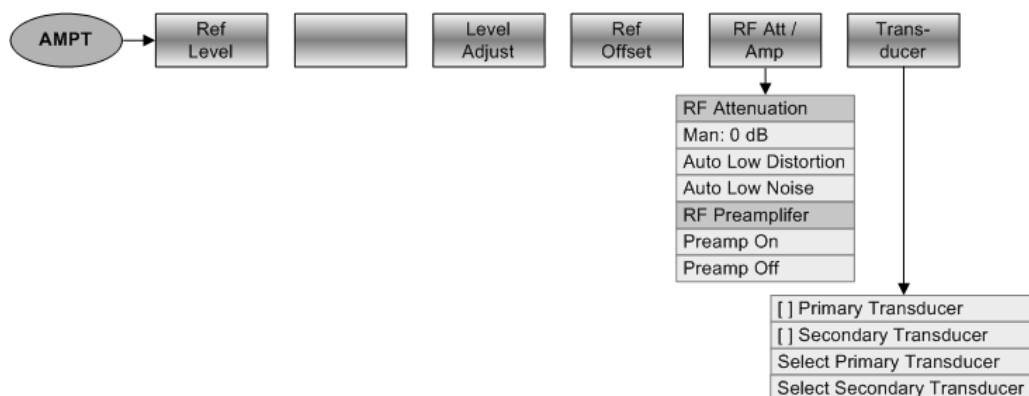 AMPT
Ref
Level
Level
Adjust
Ref
Offset
RF Att /
Amp
Trans-
ducer
RF Attenuation
Man: 0 dB
Auto Low Distortion
Auto Low Noise
RF Preamplifer
Preamp On
Preamp Off
[ ] Primary Transducer
[ ] Secondary Transducer
Select Primary Transducer
Select Secondary Transducer